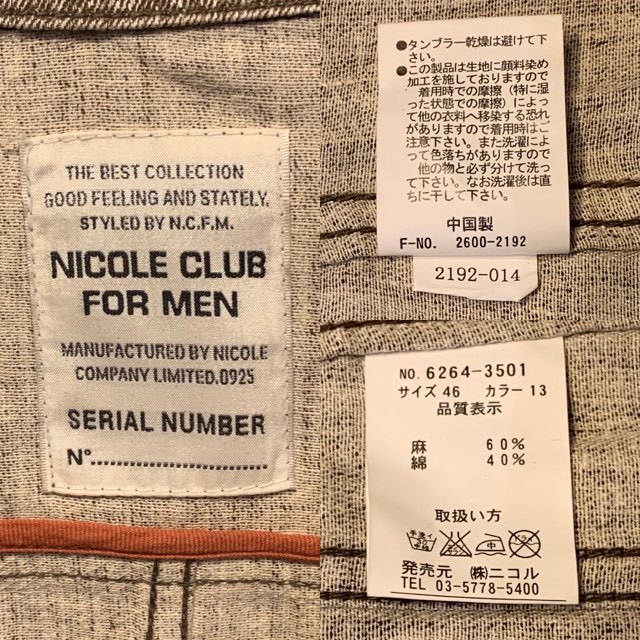 THE BEST COLLECTION
GOOD FEELING AND STATELY.
STYLED BY N.C.F.M.
NICOLE CLUB
FOR MEN
MANUFACTURED BY NICOLE
COMPANY LIMITED.0925
SERIAL NUMBER
N°..............................
●タンブラー乾燥は避けて下
さい。
●この製品は生地に顔料染め
加工を施しておりますので
着用時での摩擦（特に湿
った状態での摩擦）によっ
て他の衣料へ移染する恐れ
がありますので着用時はご
注意下さい。また洗濯によ
って色落ちがありますので
他の物と必ず分けて洗っ
て下さい。なお洗濯後は直
ちに干して下さい。
中国製
F-NO. 2600-2192
2192-014
NO. 6264-3501
サイズ 46 カラー 13
品質表示
麻 60%
綿 40%
取扱い方
手洗イ
中
発売元 ㈱ニコル
TEL 03-5778-5400